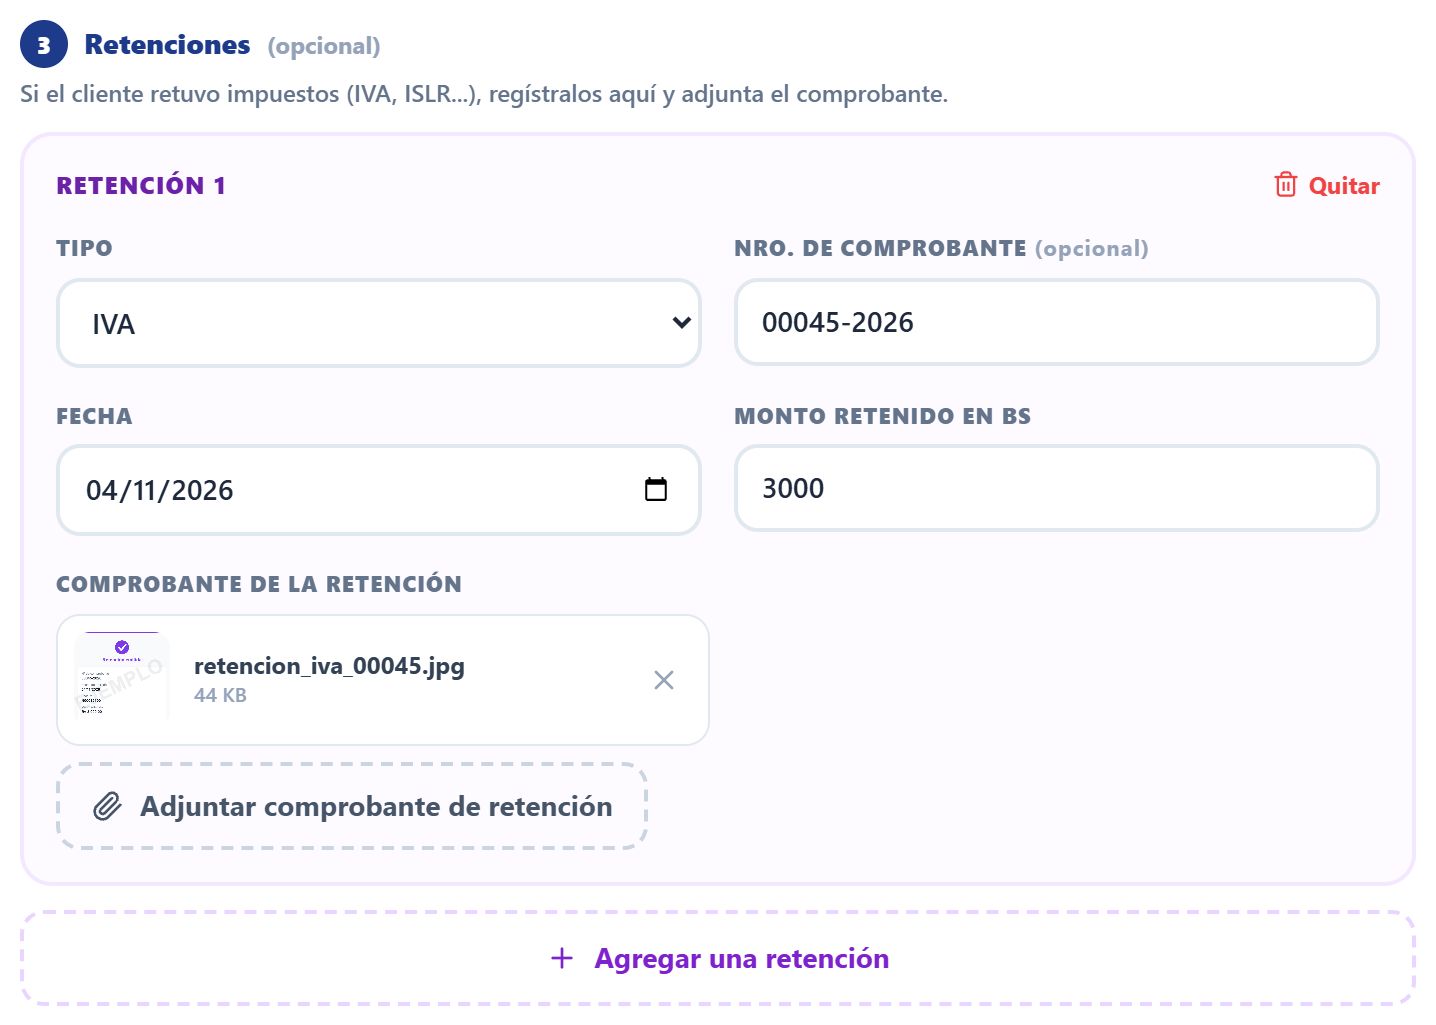 3 Retenciones (opcional)
Si el cliente retuvo impuestos (IVA, ISLR...), regístralos aquí y adjunta el comprobante.
RETENCIÓN 1
Quitar
TIPO
NRO. DE COMPROBANTE (opcional)
IVA
00045-2026
FECHA
MONTO RETENIDO EN BS
04/11/2026
3000
COMPROBANTE DE LA RETENCIÓN
EJEMPLO
retencion_iva_00045.jpg
44 KB
Adjuntar comprobante de retención
+ Agregar una retención